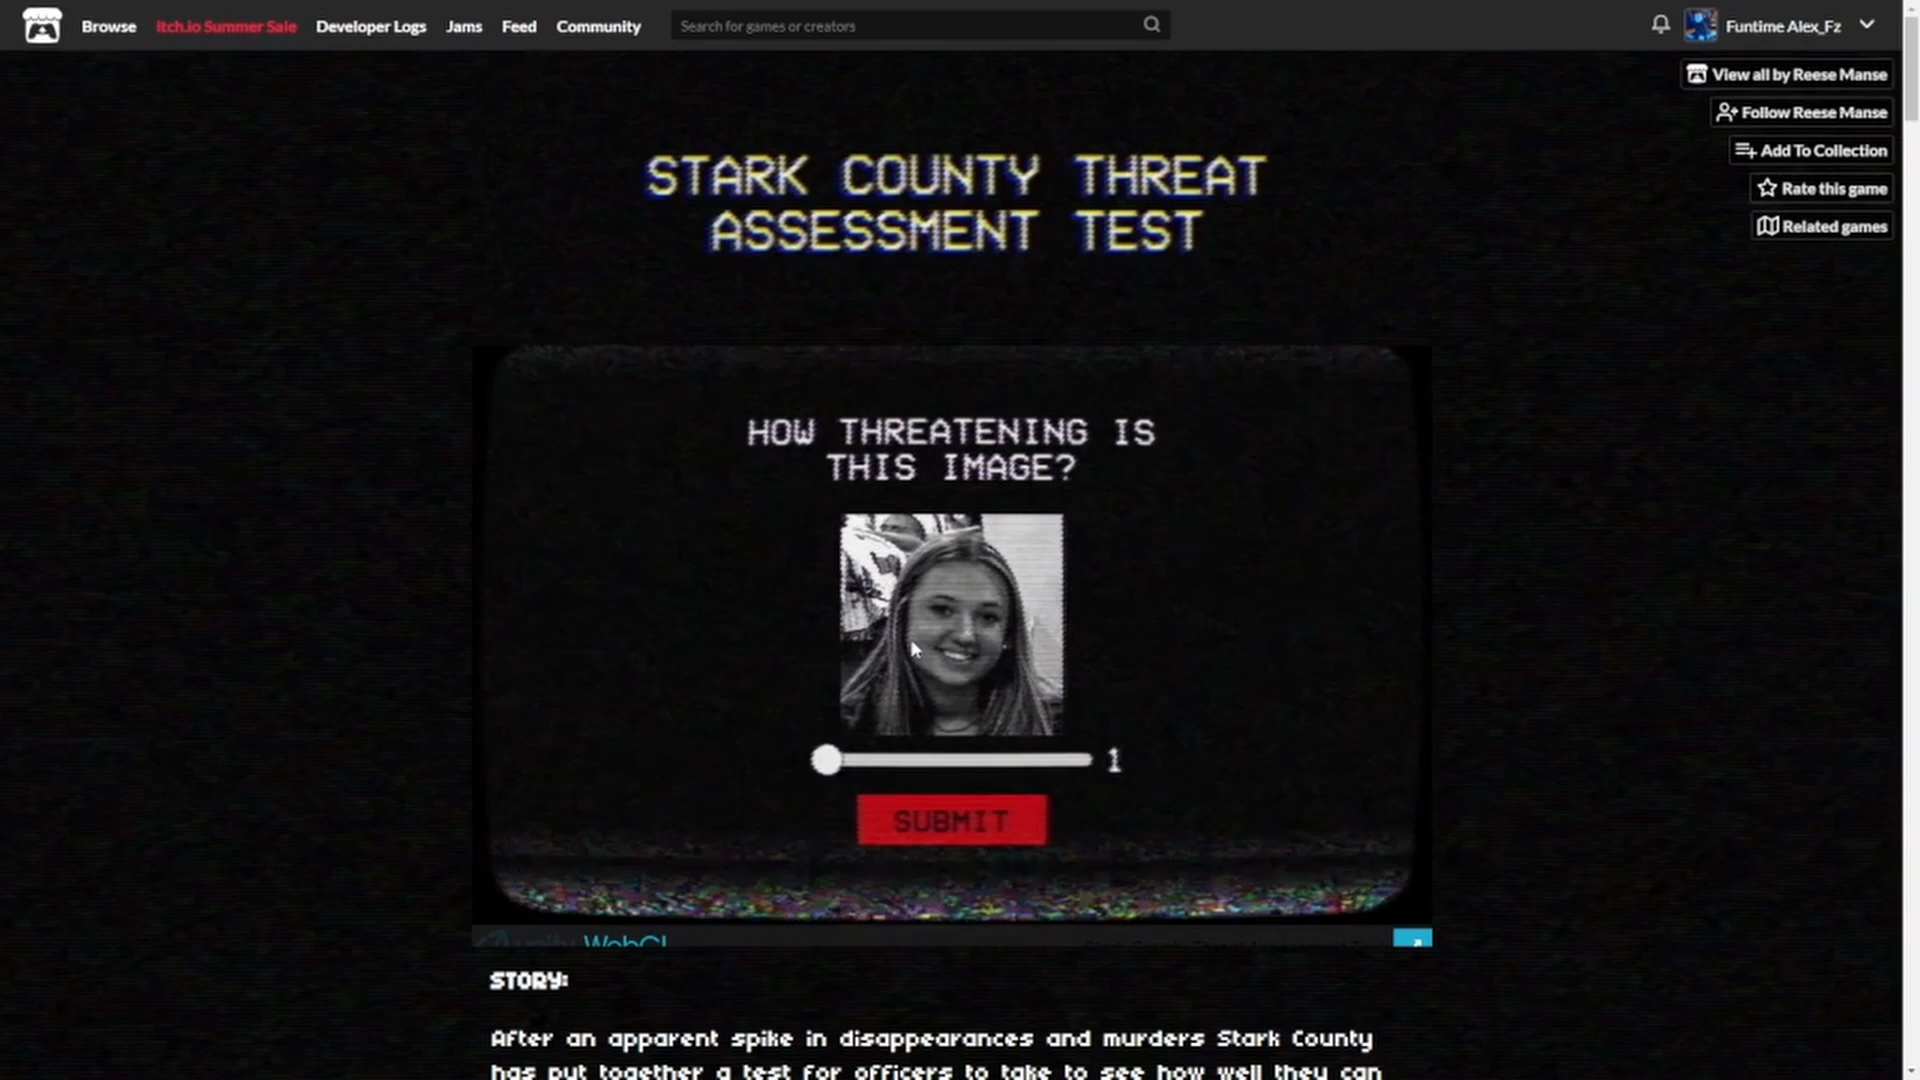 Browse Itch.io Summer Sale Developer Logs Jams Feed Community Search for games or creators Funtime Alex_Fz
View all by Reese Manse
Follow Reese Manse
Add To Collection
Rate this game
Related games
STARK COUNTY THREAT
ASSESSMENT TEST
HOW THREATENING IS
THIS IMAGE?
1
SUBMIT
unity WebGL
STORY:
After an apparent spike in disappearances and murders Stark County
has put together a test for officers to take to see how well they can